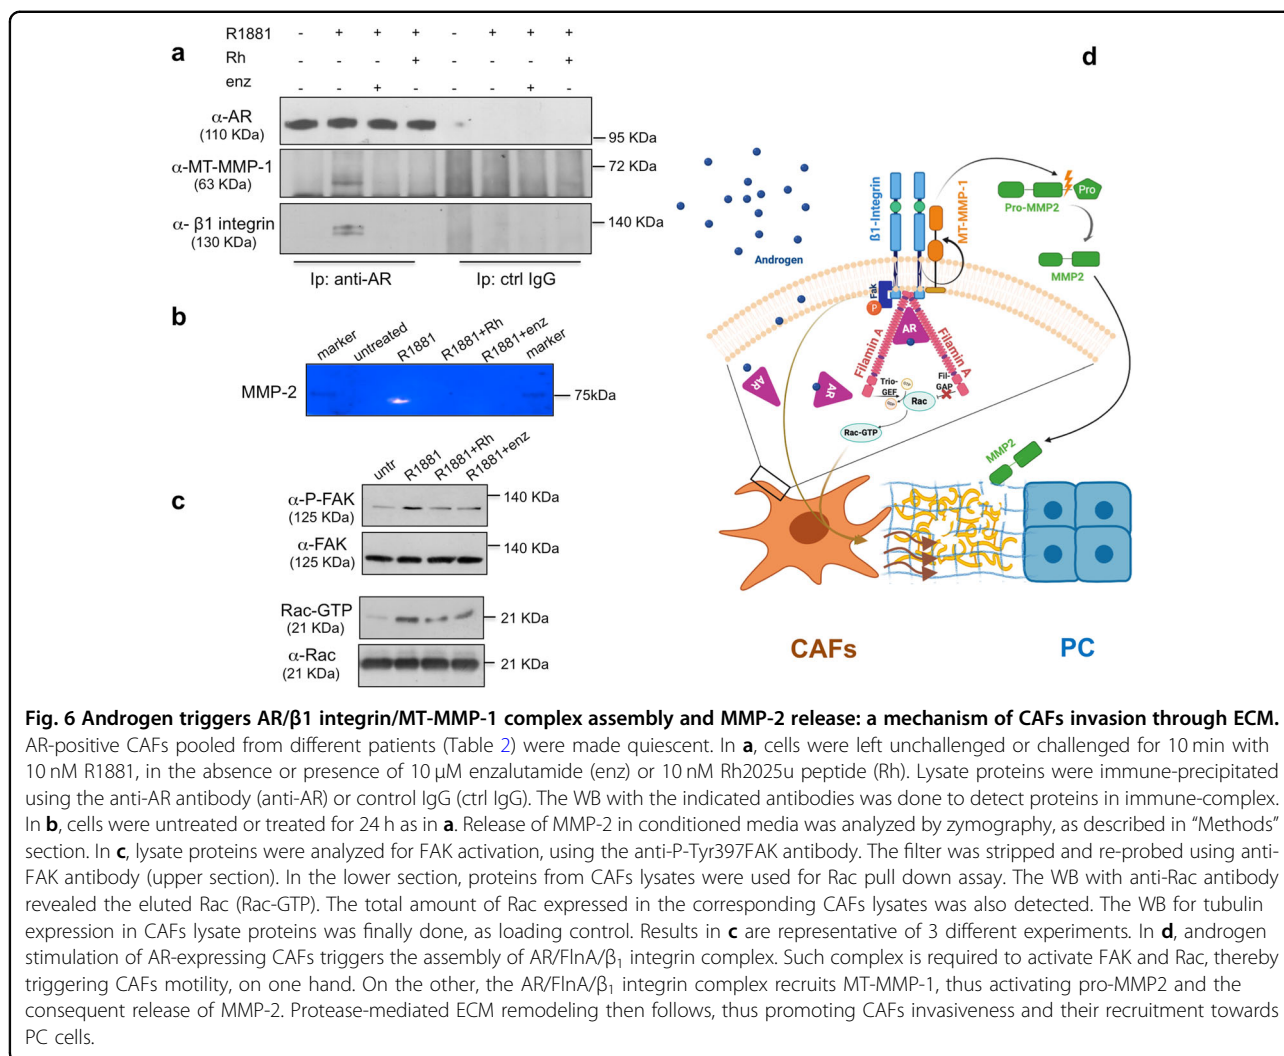 a
R1881 - + + + - + + +
Rh - - - + - - - +
enz - - + - - - + -
α-AR
(110 KDa)
95 KDa
α-MT-MMP-1
(63 KDa)
72 KDa
α- β1 integrin
(130 KDa)
140 KDa
Ip: anti-AR Ip: ctrl IgG
b
marker untreated R1881 R1881+Rh R1881+enz marker
MMP-2
75kDa
c
untr R1881 R1881+Rh R1881+enz
α-P-FAK
(125 KDa)
140 KDa
α-FAK
(125 KDa)
140 KDa
Rac-GTP
(21 KDa)
21 KDa
α-Rac
(21 KDa)
21 KDa
d
Androgen
ß1-Integrin
MT-MMP-1
Pro
Pro-MMP2
MMP2
Fak
P
AR
Filamin A
Filamin A
AR
AR
Trio-
GEF
Fil-
GAP
Rac
Rac-GTP
MMP2
CAFs
PC
Fig. 6 Androgen triggers AR/β1 integrin/MT-MMP-1 complex assembly and MMP-2 release: a mechanism of CAFs invasion through ECM.
AR-positive CAFs pooled from different patients (Table 2) were made quiescent. In a, cells were left unchallenged or challenged for 10 min with
10 nM R1881, in the absence or presence of 10 µM enzalutamide (enz) or 10 nM Rh2025u peptide (Rh). Lysate proteins were immune-precipitated
using the anti-AR antibody (anti-AR) or control IgG (ctrl IgG). The WB with the indicated antibodies was done to detect proteins in immune-complex.
In b, cells were untreated or treated for 24 h as in a. Release of MMP-2 in conditioned media was analyzed by zymography, as described in “Methods”
section. In c, lysate proteins were analyzed for FAK activation, using the anti-P-Tyr397FAK antibody. The filter was stripped and re-probed using anti-
FAK antibody (upper section). In the lower section, proteins from CAFs lysates were used for Rac pull down assay. The WB with anti-Rac antibody
revealed the eluted Rac (Rac-GTP). The total amount of Rac expressed in the corresponding CAFs lysates was also detected. The WB for tubulin
expression in CAFs lysate proteins was finally done, as loading control. Results in c are representative of 3 different experiments. In d, androgen
stimulation of AR-expressing CAFs triggers the assembly of AR/FlnA/β₁ integrin complex. Such complex is required to activate FAK and Rac, thereby
triggering CAFs motility, on one hand. On the other, the AR/FlnA/β₁ integrin complex recruits MT-MMP-1, thus activating pro-MMP2 and the
consequent release of MMP-2. Protease-mediated ECM remodeling then follows, thus promoting CAFs invasiveness and their recruitment towards
PC cells.